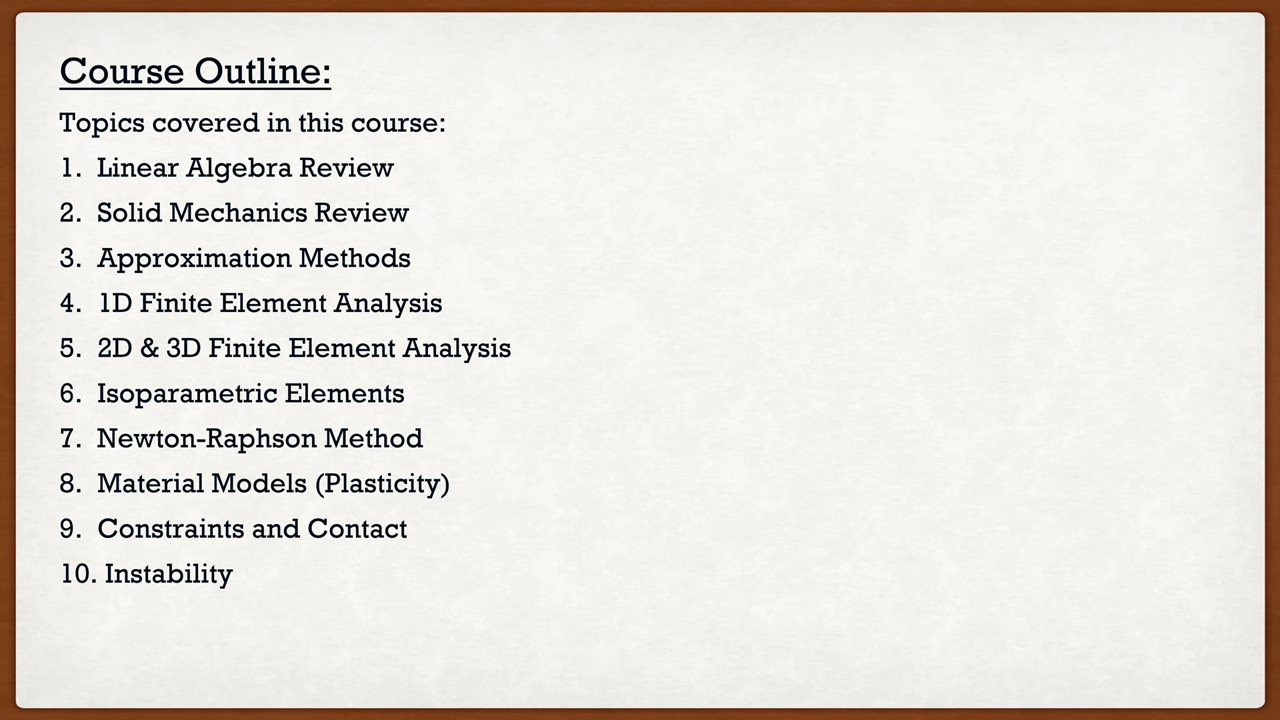 Course Outline:
Topics covered in this course:
1. Linear Algebra Review
2. Solid Mechanics Review
3. Approximation Methods
4. 1D Finite Element Analysis
5. 2D & 3D Finite Element Analysis
6. Isoparametric Elements
7. Newton-Raphson Method
8. Material Models (Plasticity)
9. Constraints and Contact
10. Instability